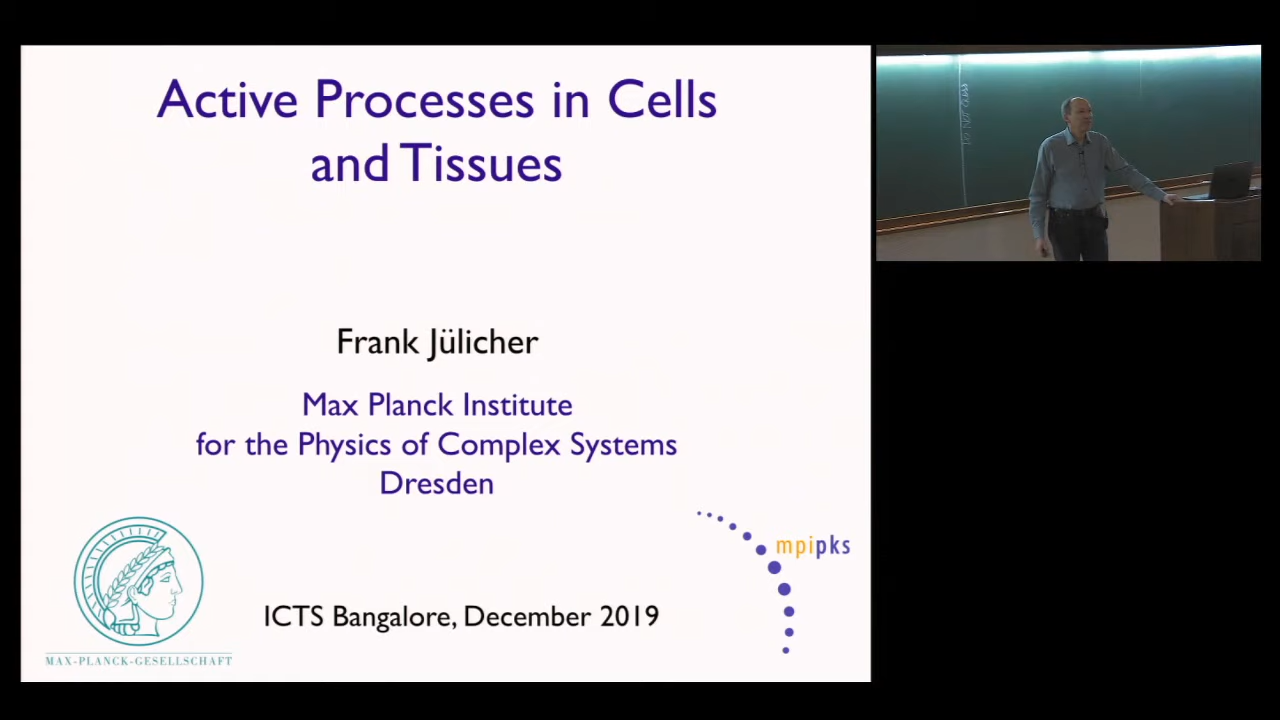 Active Processes in Cells
and Tissues
Frank Jülicher
Max Planck Institute
for the Physics of Complex Systems
Dresden
mpipks
ICTS Bangalore, December 2019
MAX-PLANCK-GESELLSCHAFT